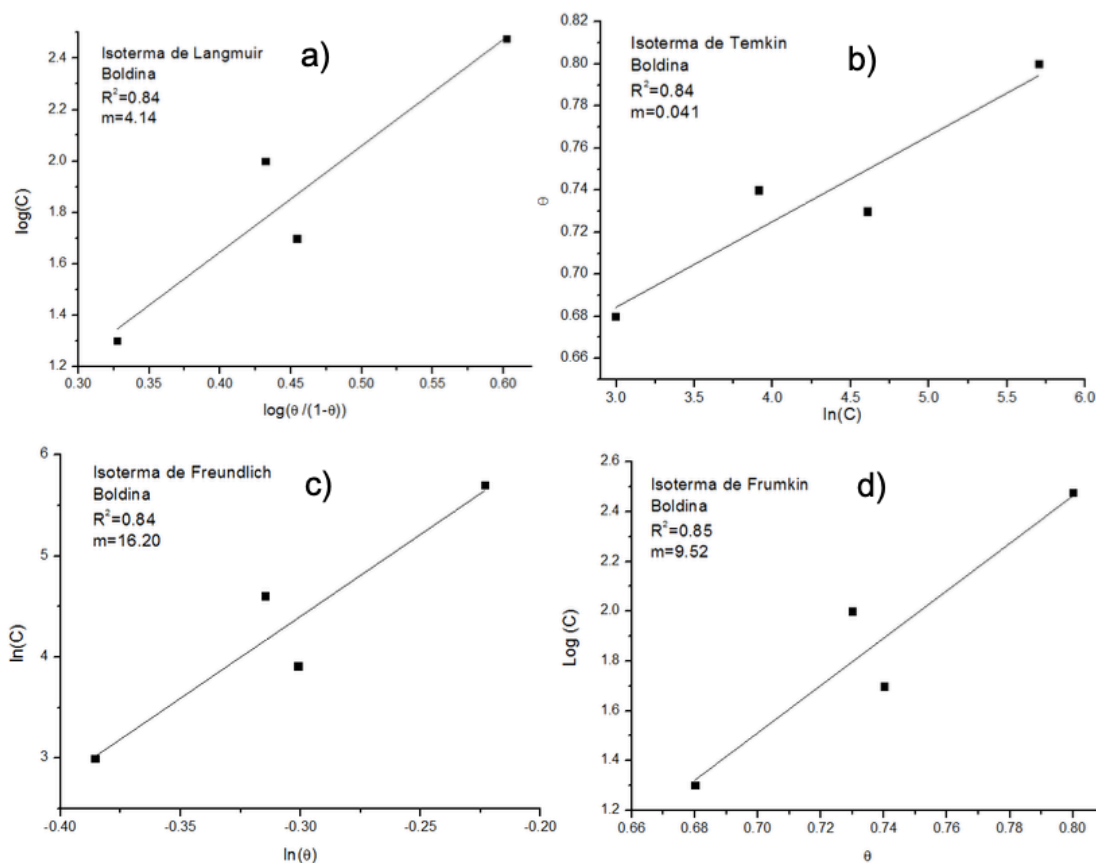 Isoterma de Langmuir
Boldina
R²=0.84
m=4.14
a)
log(C)
2.4
2.2
2.0
1.8
1.6
1.4
1.2
0.30 0.35 0.40 0.45 0.50 0.55 0.60
log(θ/(1-θ))
Isoterma de Temkin
Boldina
R²=0.84
m=0.041
b)
θ
0.82
0.80
0.78
0.76
0.74
0.72
0.70
0.68
0.66
3.0 3.5 4.0 4.5 5.0 5.5 6.0
ln(C)
Isoterma de Freundlich
Boldina
R²=0.84
m=16.20
c)
ln(C)
6
5
4
3
-0.40 -0.35 -0.30 -0.25 -0.20
ln(θ)
Isoterma de Frumkin
Boldina
R²=0.85
m=9.52
d)
Log (C)
2.6
2.4
2.2
2.0
1.8
1.6
1.4
1.2
0.66 0.68 0.70 0.72 0.74 0.76 0.78 0.80
θ